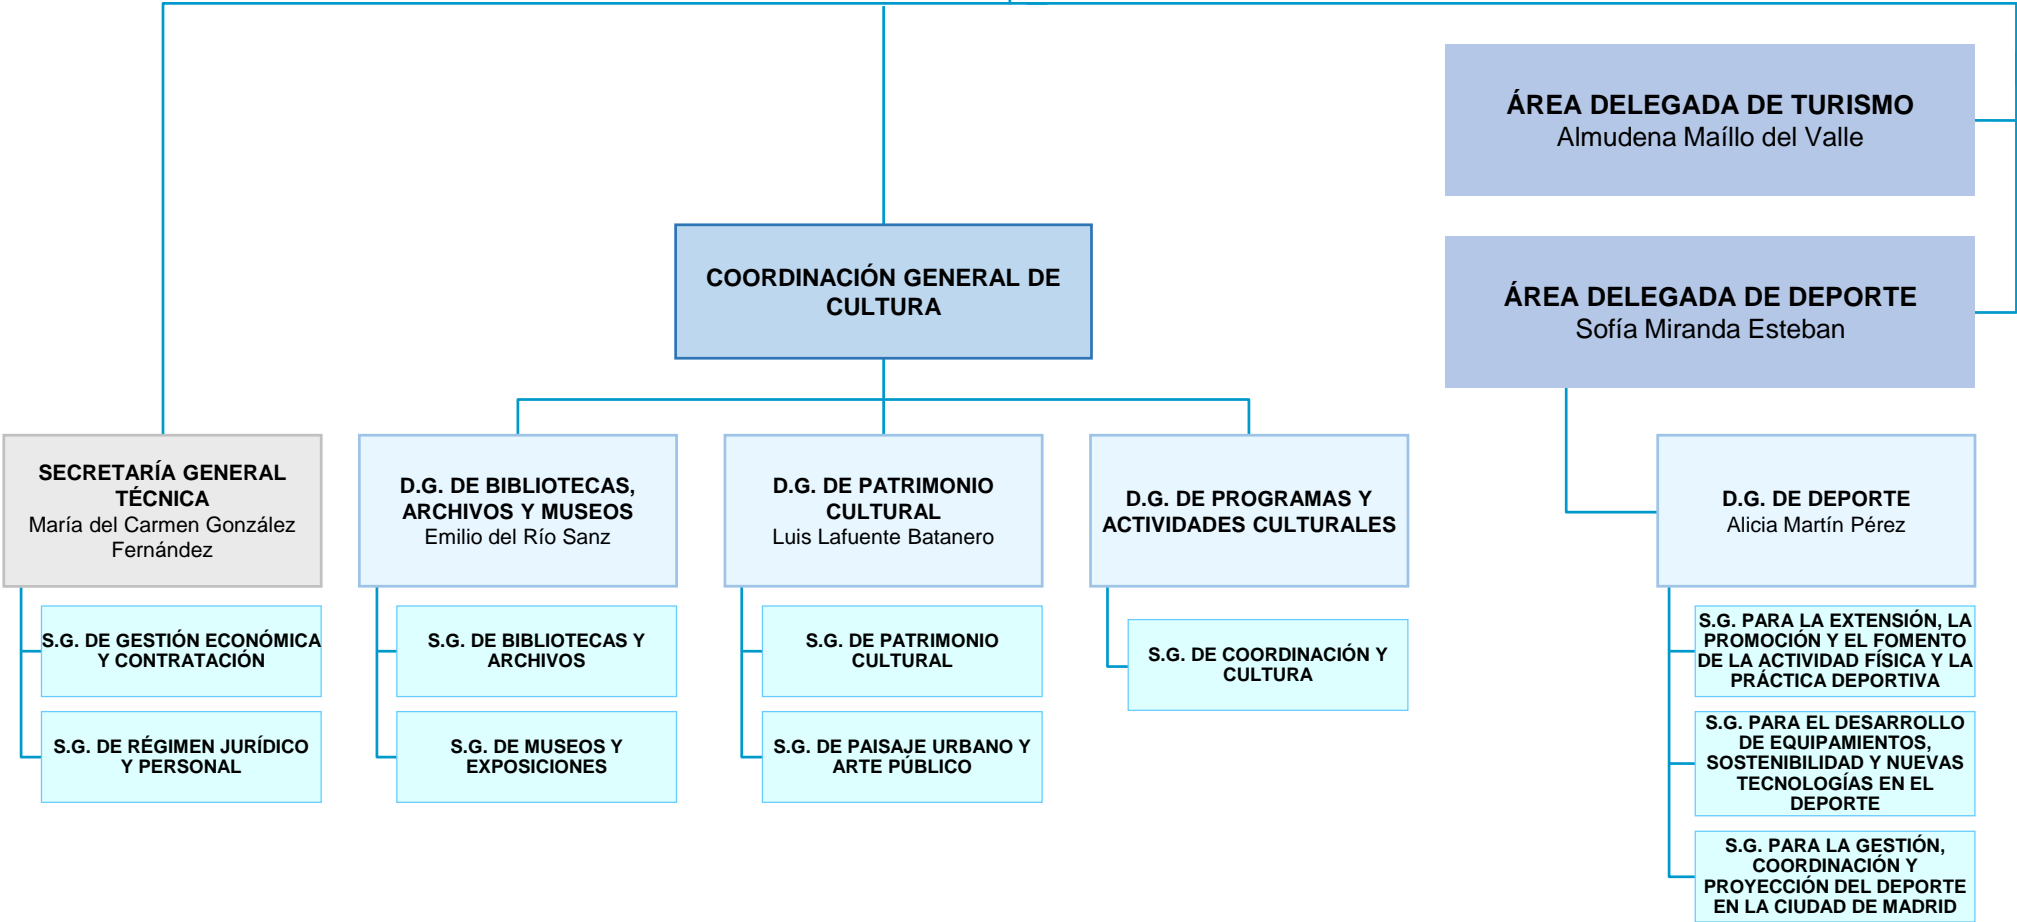 ÁREA DELEGADA DE TURISMO
Almudena Maíllo del Valle
COORDINACIÓN GENERAL DE
CULTURA
ÁREA DELEGADA DE DEPORTE
Sofía Miranda Esteban
SECRETARÍA GENERAL
TÉCNICA
María del Carmen González
Fernández
D.G. DE BIBLIOTECAS,
ARCHIVOS Y MUSEOS
Emilio del Río Sanz
D.G. DE PATRIMONIO
CULTURAL
Luis Lafuente Batanero
D.G. DE PROGRAMAS Y
ACTIVIDADES CULTURALES
D.G. DE DEPORTE
Alicia Martín Pérez
S.G. DE GESTIÓN ECONÓMICA
Y CONTRATACIÓN
S.G. DE BIBLIOTECAS Y
ARCHIVOS
S.G. DE PATRIMONIO
CULTURAL
S.G. DE COORDINACIÓN Y
CULTURA
S.G. PARA LA EXTENSIÓN, LA
PROMOCIÓN Y EL FOMENTO
DE LA ACTIVIDAD FÍSICA Y LA
PRÁCTICA DEPORTIVA
S.G. DE RÉGIMEN JURÍDICO
Y PERSONAL
S.G. DE MUSEOS Y
EXPOSICIONES
S.G. DE PAISAJE URBANO Y
ARTE PÚBLICO
S.G. PARA EL DESARROLLO
DE EQUIPAMIENTOS,
SOSTENIBILIDAD Y NUEVAS
TECNOLOGÍAS EN EL
DEPORTE
S.G. PARA LA GESTIÓN,
COORDINACIÓN Y
PROYECCIÓN DEL DEPORTE
EN LA CIUDAD DE MADRID